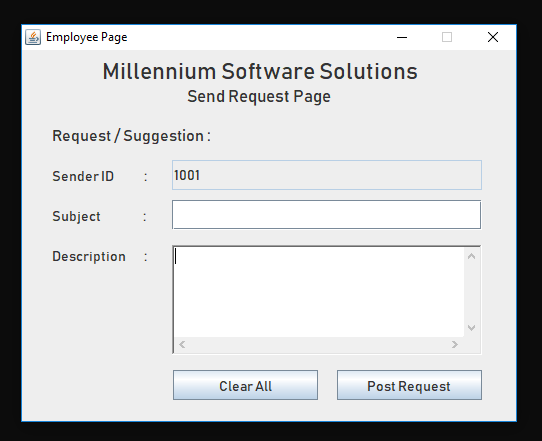 Employee Page
Millennium Software Solutions
Send Request Page
Request / Suggestion :
Sender ID : 1001
Subject :
Description :
Clear All Post Request